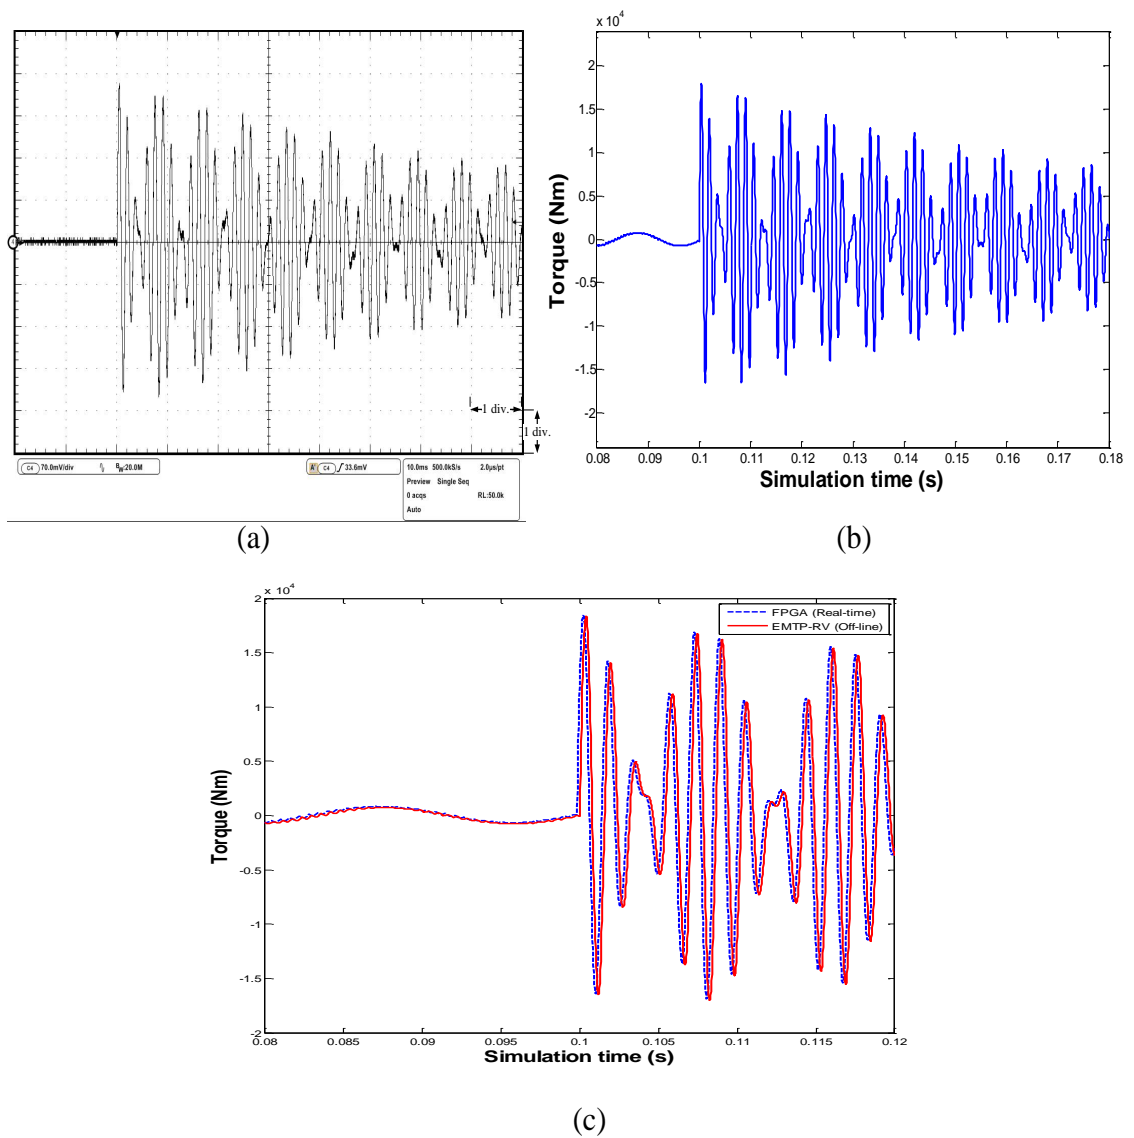 1 div.
1 div.
C4 70.0mV/div
BW:20.0M
A' C4 33.6mV
10.0ms 500.0kS/s 2.0µs/pt
Preview Single Seq
0 acqs RL:50.0k
Auto
(a)
x 10^4
2
1.5
1
0.5
0
-0.5
-1
-1.5
-2
Torque (Nm)
0.08 0.09 0.1 0.11 0.12 0.13 0.14 0.15 0.16 0.17 0.18
Simulation time (s)
(b)
x 10^4
2
1.5
1
0.5
0
-0.5
-1
-1.5
-2
Torque (Nm)
FPGA (Real-time)
EMTP-RV (Off-line)
0.08 0.085 0.09 0.095 0.1 0.105 0.11 0.115 0.12
Simulation time (s)
(c)